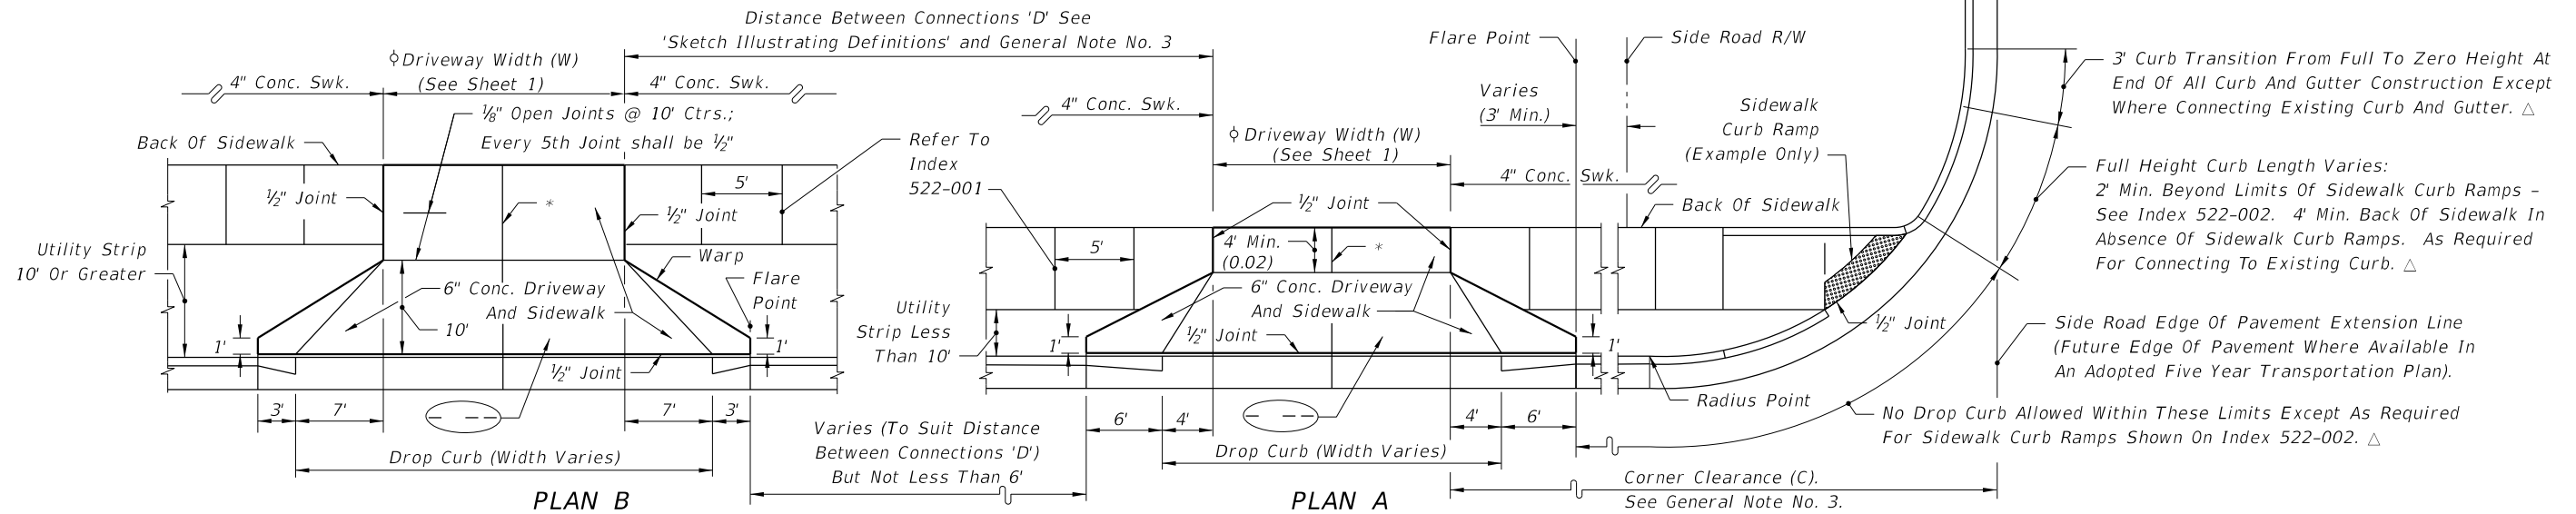 Distance Between Connections 'D' See
'Sketch Illustrating Definitions' and General Note No. 3
⌽ Driveway Width (W)
(See Sheet 1)
4" Conc. Swk.
4" Conc. Swk.
⅛" Open Joints @ 10' Ctrs.;
Every 5th Joint shall be ½"
Back Of Sidewalk
½" Joint
*
½" Joint
5'
Refer To
Index
522-001
Utility Strip
10' Or Greater
Warp
Flare
Point
6" Conc. Driveway
And Sidewalk
10'
1'
1'
½" Joint
3'
7'
7'
3'
Drop Curb (Width Varies)
PLAN B
Varies (To Suit Distance
Between Connections 'D')
But Not Less Than 6'
4" Conc. Swk.
⌽ Driveway Width (W)
(See Sheet 1)
4" Conc. Swk.
Flare Point
Side Road R/W
Varies
(3' Min.)
Sidewalk
Curb Ramp
(Example Only)
½" Joint
Back Of Sidewalk
5'
4' Min.
(0.02)
*
6" Conc. Driveway
And Sidewalk
Utility
Strip Less
Than 10'
½" Joint
1'
1'
6'
4'
4'
6'
Drop Curb (Width Varies)
PLAN A
½" Joint
Radius Point
Corner Clearance (C).
See General Note No. 3.
3' Curb Transition From Full To Zero Height At
End Of All Curb And Gutter Construction Except
Where Connecting Existing Curb And Gutter. △
Full Height Curb Length Varies:
2' Min. Beyond Limits Of Sidewalk Curb Ramps -
See Index 522-002. 4' Min. Back Of Sidewalk In
Absence Of Sidewalk Curb Ramps. As Required
For Connecting To Existing Curb. △
Side Road Edge Of Pavement Extension Line
(Future Edge Of Pavement Where Available In
An Adopted Five Year Transportation Plan).
No Drop Curb Allowed Within These Limits Except As Required
For Sidewalk Curb Ramps Shown On Index 522-002. △